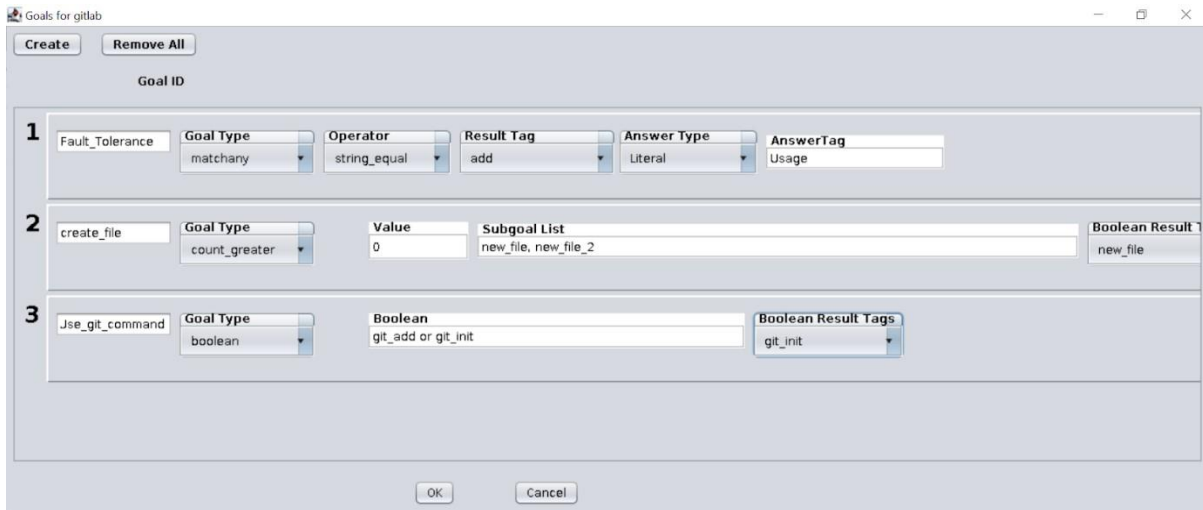 Goals for gitlab
Create Remove All
Goal ID
1 Fault_Tolerance Goal Type matchany Operator string_equal Result Tag add Answer Type Literal AnswerTag Usage
2 create_file Goal Type count_greater Value 0 Subgoal List new_file, new_file_2 Boolean Result new_file
3 Jse_git_command Goal Type boolean Boolean git_add or git_init Boolean Result Tags git_init
OK Cancel